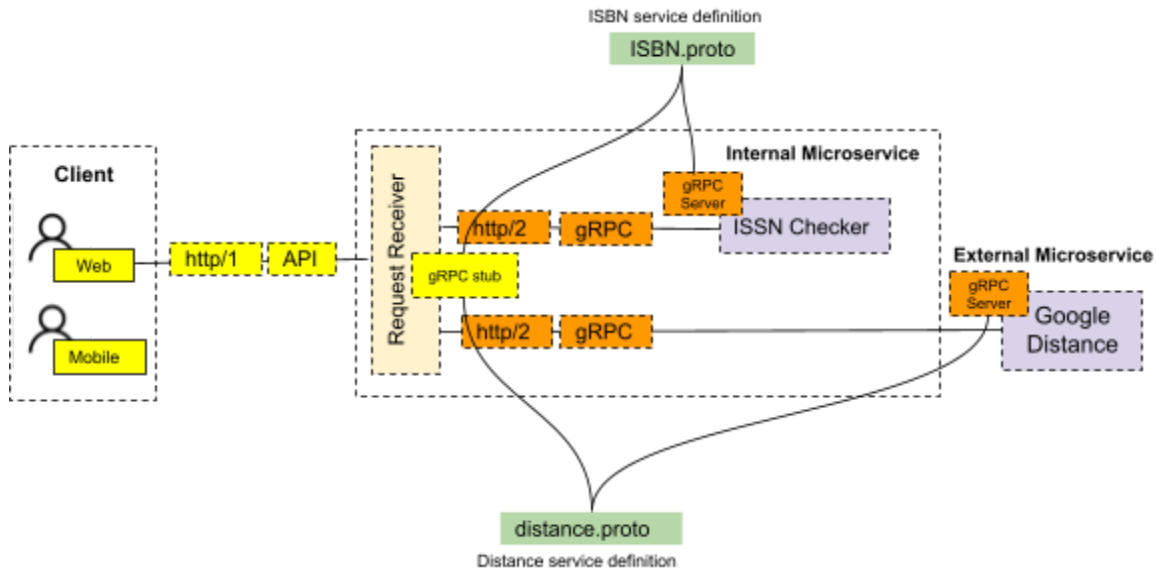 ISBN service definition
ISBN.proto
Client
Web
Mobile
http/1
API
Request Receiver
gRPC stub
http/2
gRPC
http/2
gRPC
Internal Microservice
gRPC
Server
ISSN Checker
External Microservice
gRPC
Server
Google
Distance
distance.proto
Distance service definition